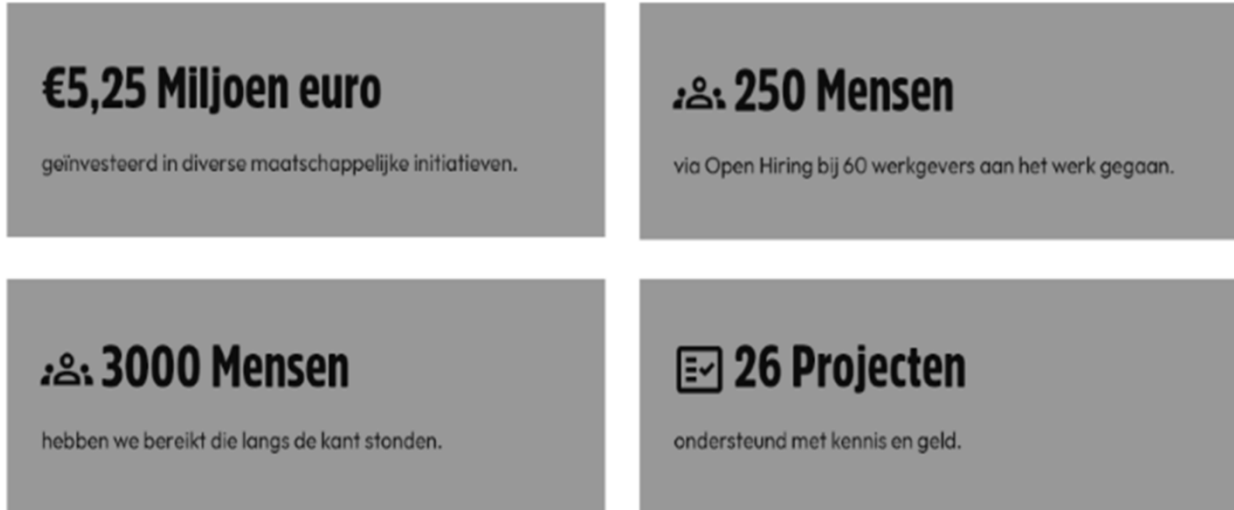 €5,25 Miljoen euro
geïnvesteerd in diverse maatschappelijke initiatieven.
250 Mensen
via Open Hiring bij 60 werkgevers aan het werk gegaan.
3000 Mensen
hebben we bereikt die langs de kant stonden.
26 Projecten
ondersteund met kennis en geld.